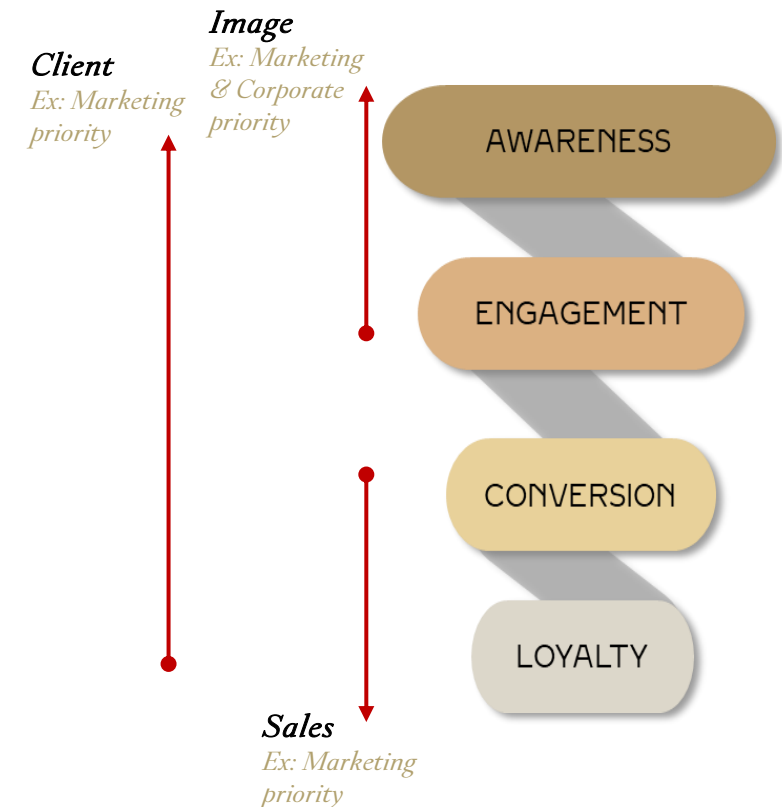 Image
Ex: Marketing
& Corporate
priority
Client
Ex: Marketing
priority
AWARENESS
ENGAGEMENT
CONVERSION
LOYALTY
Sales
Ex: Marketing
priority